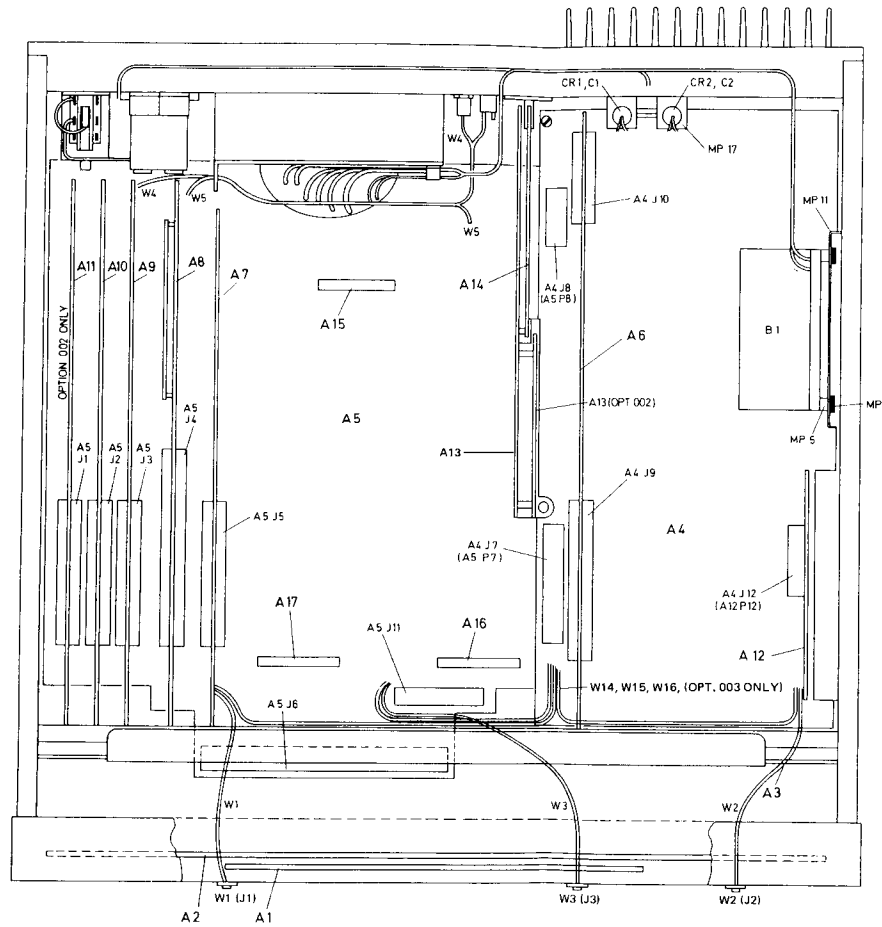 CR1, C1
CR2, C2
MP 17
W4
W4
W5
W5
A4 J10
MP 11
A11
A10
A9
A8
A7
A14
A4 J8
(A5 P8)
A15
A6
B1
OPTION 002 ONLY
A13 (OPT 002)
MP
MP 5
A5
A5
J4
A13
A5
J1
A5
J2
A5
J3
A4 J9
A5 J5
A4 J7
(A5 P7)
A4
A4 J12
(A12 P12)
A17
A5 J11
A16
A12
W14, W15, W16, (OPT. 003 ONLY)
A5 J6
A3
W1
W3
W2
A2
W1 (J1)
A1
W3 (J3)
W2 (J2)